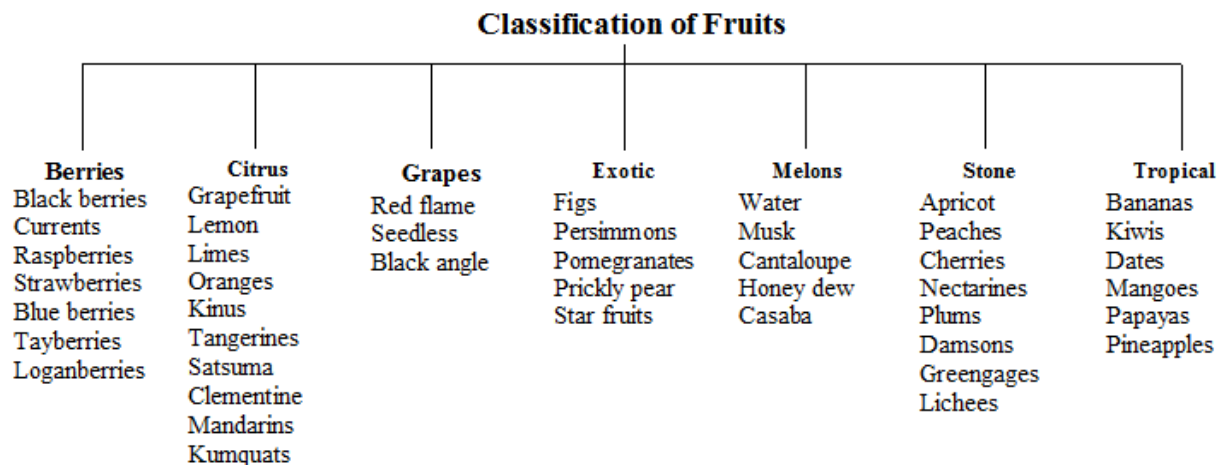 Classification of Fruits
Berries
Black berries
Currents
Raspberries
Strawberries
Blue berries
Tayberries
Loganberries
Citrus
Grapefruit
Lemon
Limes
Oranges
Kinus
Tangerines
Satsuma
Clementine
Mandarins
Kumquats
Grapes
Red flame
Seedless
Black angle
Exotic
Figs
Persimmons
Pomegranates
Prickly pear
Star fruits
Melons
Water
Musk
Cantaloupe
Honey dew
Casaba
Stone
Apricot
Peaches
Cherries
Nectarines
Plums
Damsons
Greengages
Lichees
Tropical
Bananas
Kiwis
Dates
Mangoes
Papayas
Pineapples